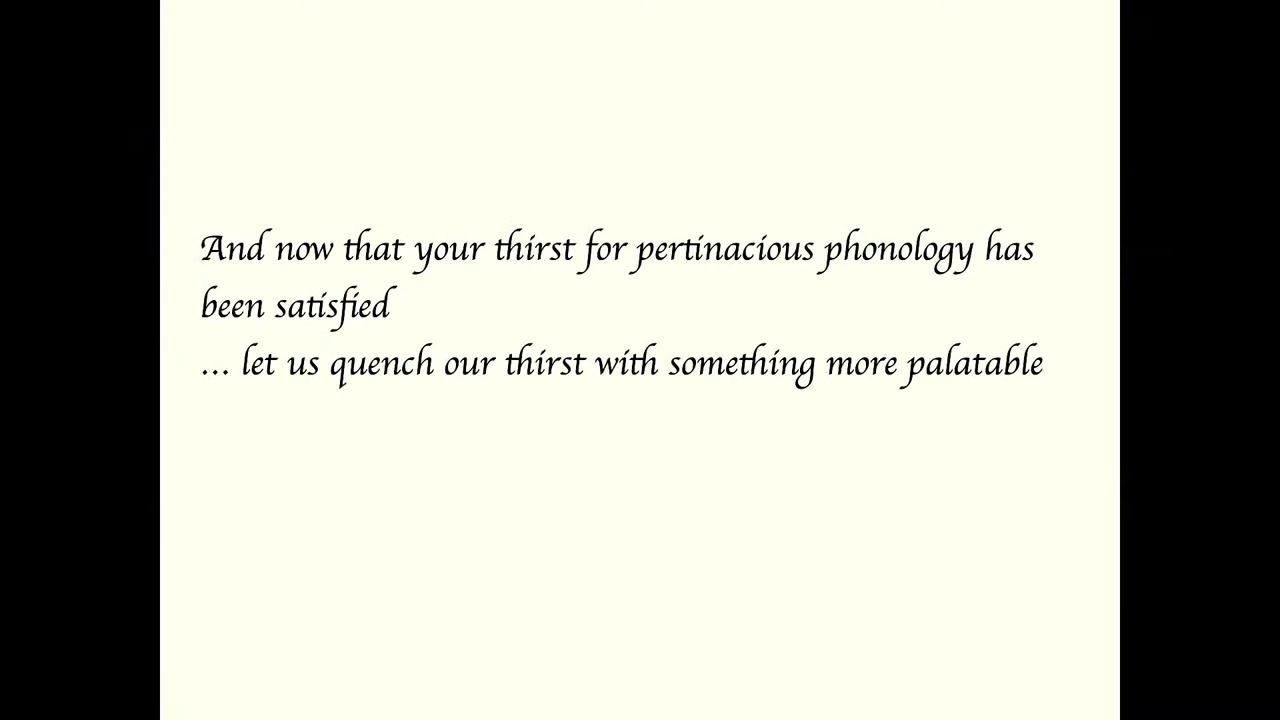 And now that your thirst for pertinacious phonology has
been satisfied
... let us quench our thirst with something more palatable